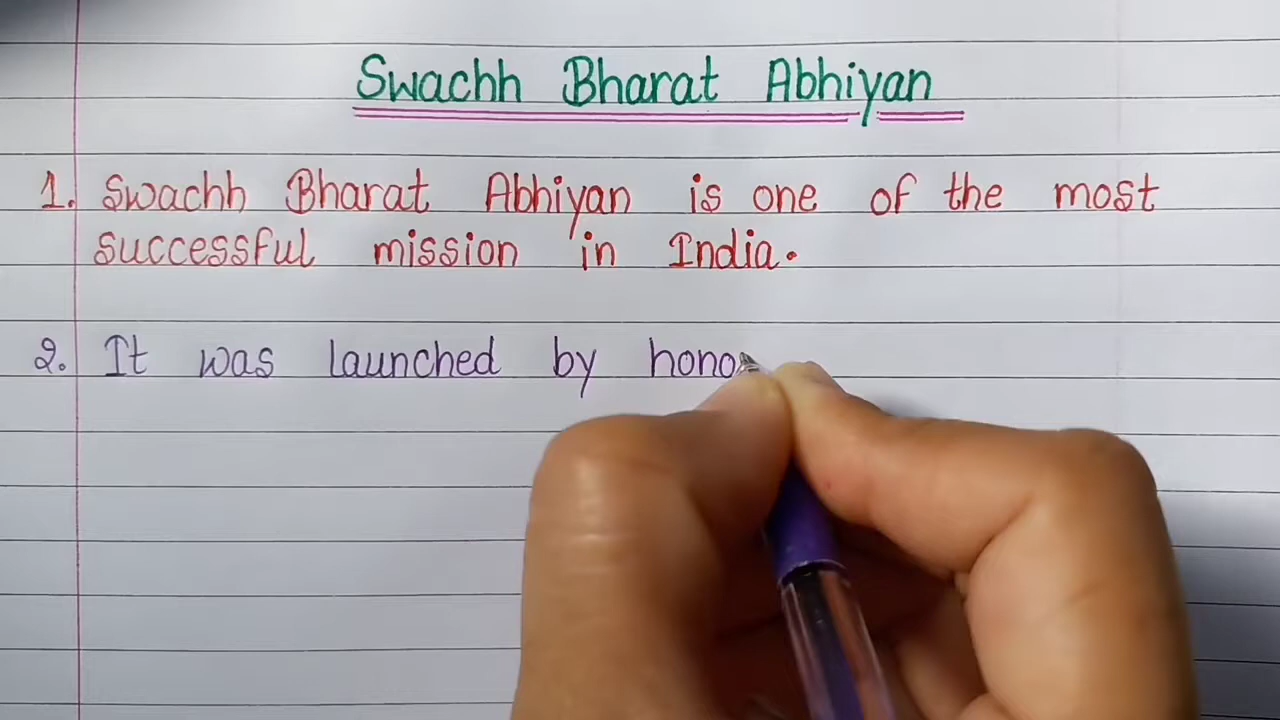 Swachh Bharat Abhiyan
1. Swachh Bharat Abhiyan is one of the most
successful mission in India.
2. It was launched by hono